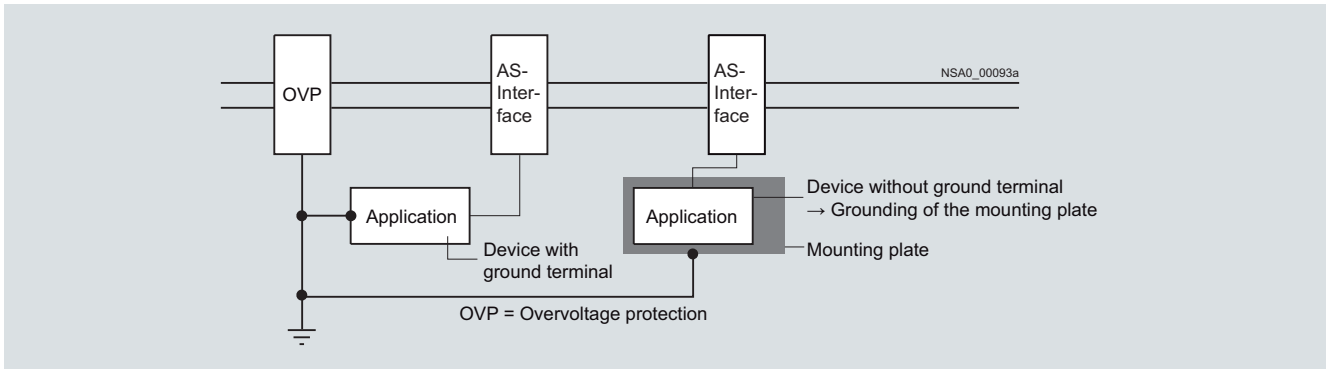 OVP
AS-
Inter-
face
AS-
Inter-
face
NSA0_00093a
Application
Device with
ground terminal
Application
Device without ground terminal
→ Grounding of the mounting plate
Mounting plate
OVP = Overvoltage protection